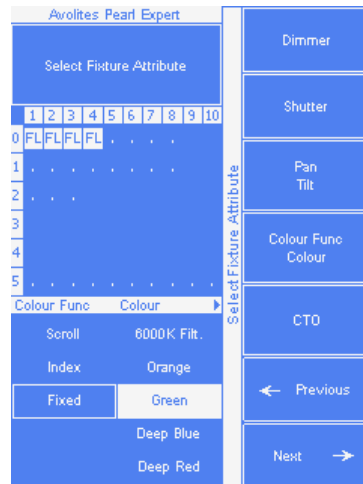 Avolites Pearl Expert
Select Fixture Attribute
1 2 3 4 5 6 7 8 9 10
0 FL FL FL FL . . . .
1 . . . . . . . .
2 . . .
3
4
5 . . . . . . . . . .
Colour Func Colour
Scroll 6000K Filt.
Index Orange
Fixed Green
Deep Blue
Deep Red
Select Fixture Attribute
Dimmer
Shutter
Pan
Tilt
Colour Func
Colour
CTO
← Previous
Next →